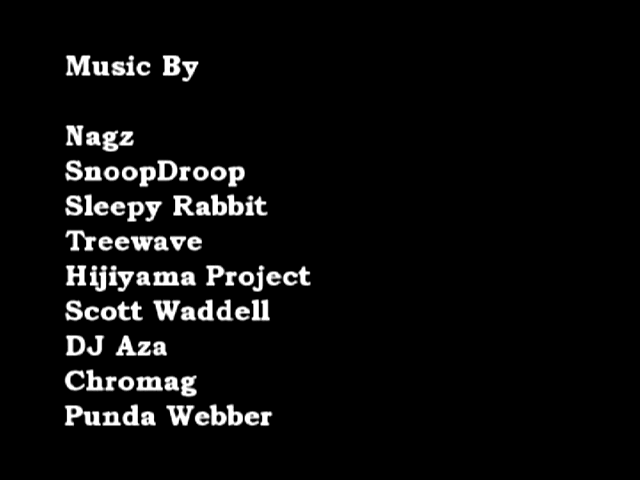 Music By
Nagz
SnoopDroop
Sleepy Rabbit
Treewave
Hijiyama Project
Scott Waddell
DJ Aza
Chromag
Punda Webber